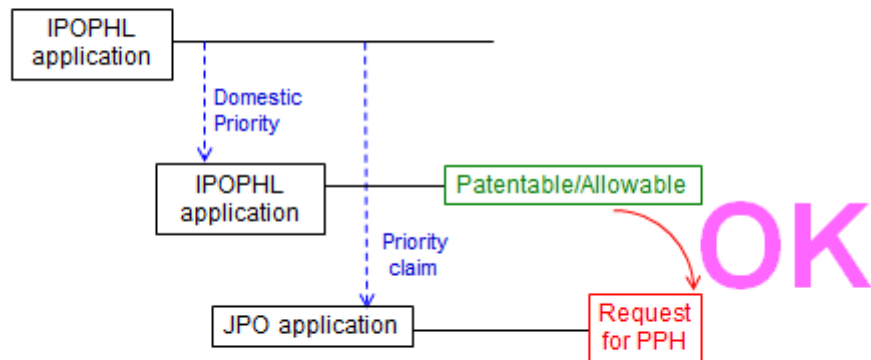 IPOPHL
application
Domestic
Priority
IPOPHL
application
Patentable/Allowable
OK
Priority
claim
JPO application
Request
for PPH